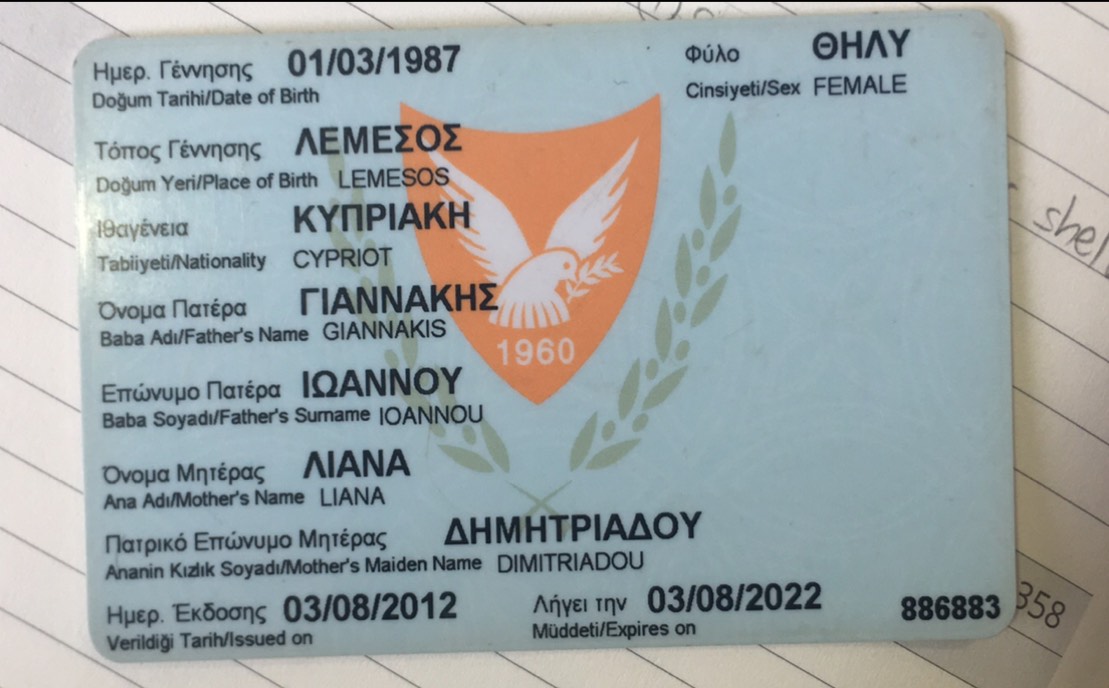 Ημερ. Γέννησης 01/03/1987 Φύλο ΘΗΛΥ
Doğum Tarihi/Date of Birth Cinsiyeti/Sex FEMALE
Τόπος Γέννησης ΛΕΜΕΣΟΣ
Doğum Yeri/Place of Birth LEMESOS
Ιθαγένεια ΚΥΠΡΙΑΚΗ
Tabiiyeti/Nationality CYPRIOT
Όνομα Πατέρα ΓΙΑΝΝΑΚΗΣ
Baba Adı/Father's Name GIANNAKIS
1960
Επώνυμο Πατέρα ΙΩΑΝΝΟΥ
Baba Soyadı/Father's Surname IOANNOU
Όνομα Μητέρας ΛΙΑΝΑ
Ana Adı/Mother's Name LIANA
Πατρικό Επώνυμο Μητέρας ΔΗΜΗΤΡΙΑΔΟΥ
Ananin Kızlık Soyadı/Mother's Maiden Name DIMITRIADOU
Ημερ. Έκδοσης 03/08/2012 Λήγει την 03/08/2022 886883
Verildiği Tarih/Issued on Müddeti/Expires on
358